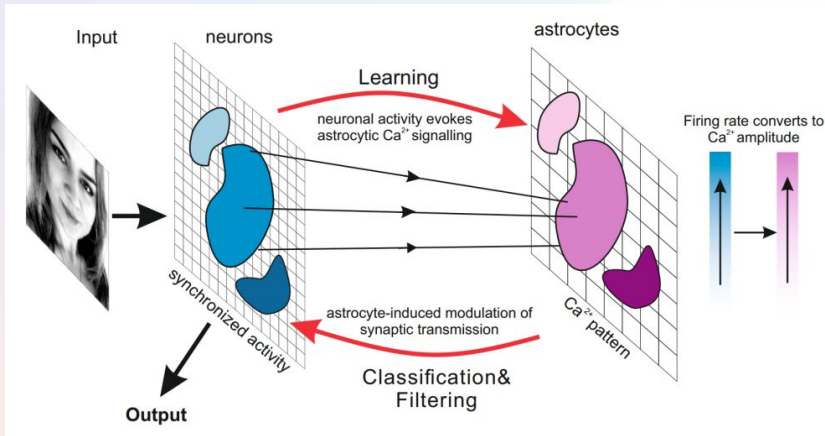 Input
neurons
astrocytes
Learning
neuronal activity evokes
astrocytic Ca²⁺ signalling
Firing rate converts to
Ca²⁺ amplitude
synchronized activity
astrocyte-induced modulation of
synaptic transmission
Ca²⁺ pattern
Classification&
Filtering
Output